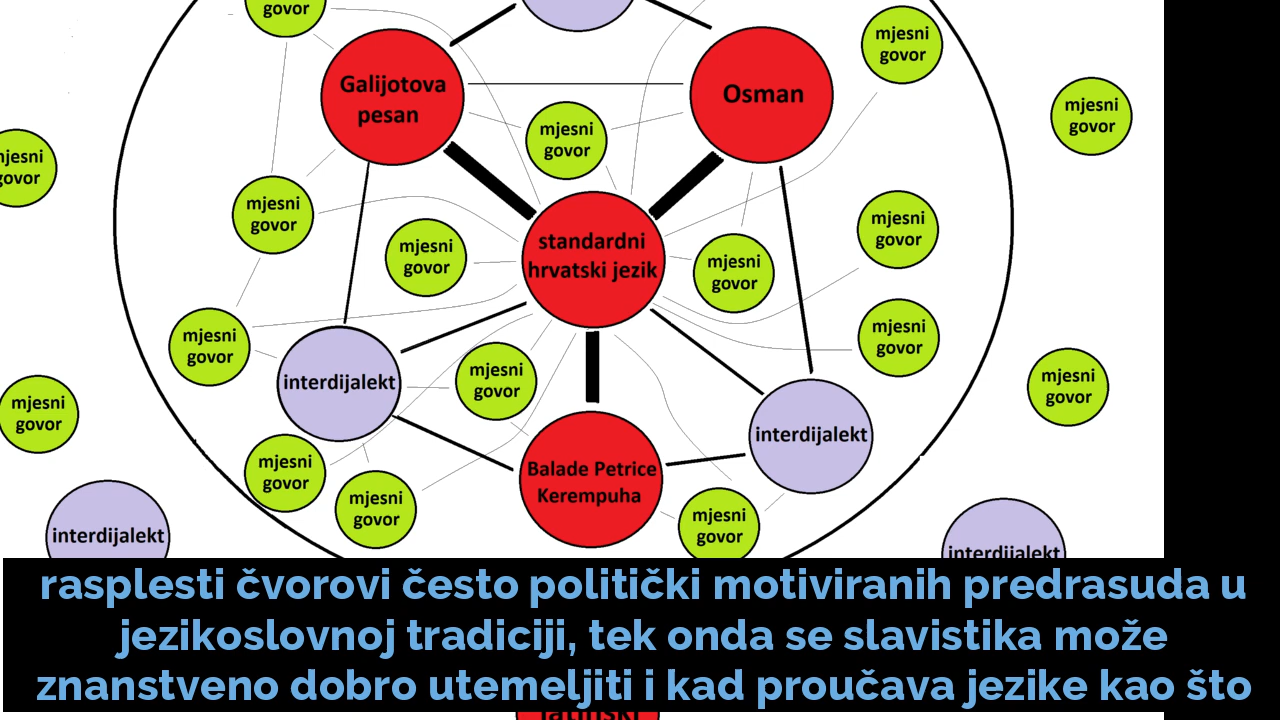 govor
Galijotova
pesan
Osman
mjesni
govor
mjesni
govor
mjesni
govor
mjesni
govor
mjesni
govor
mjesni
govor
standardni
hrvatski jezik
mjesni
govor
mjesni
govor
mjesni
govor
mjesni
govor
interdijalekt
mjesni
govor
mjesni
govor
mjesni
govor
interdijalekt
mjesni
govor
mjesni
govor
Balade Petrice
Kerempuha
mjesni
govor
interdijalekt
interdijalekt
rasplesti čvorovi često politički motiviranih predrasuda u
jezikoslovnoj tradiciji, tek onda se slavistika može
znanstveno dobro utemeljiti i kad proučava jezike kao što
latinski